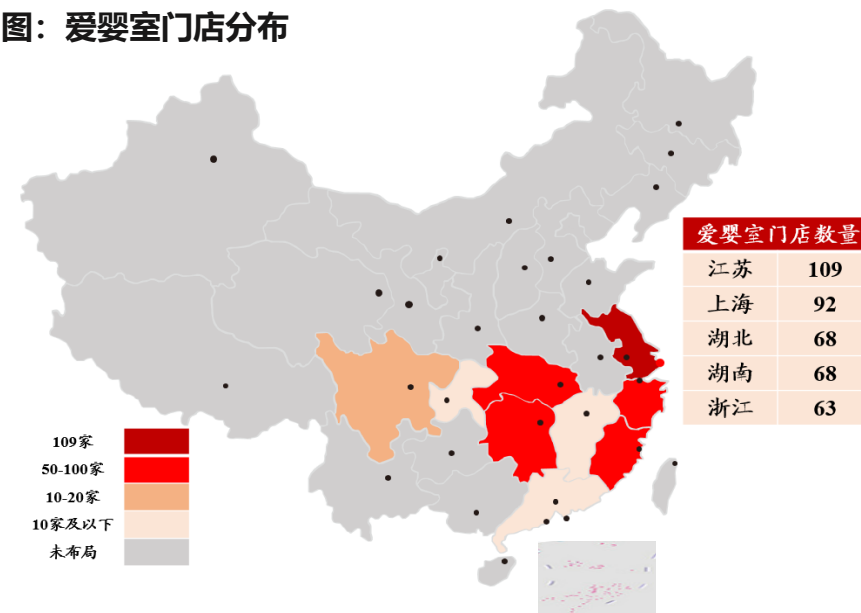 图：爱婴室门店分布
爱婴室门店数量
江苏 109
上海 92
湖北 68
湖南 68
浙江 63
109家
50-100家
10-20家
10家及以下
未布局